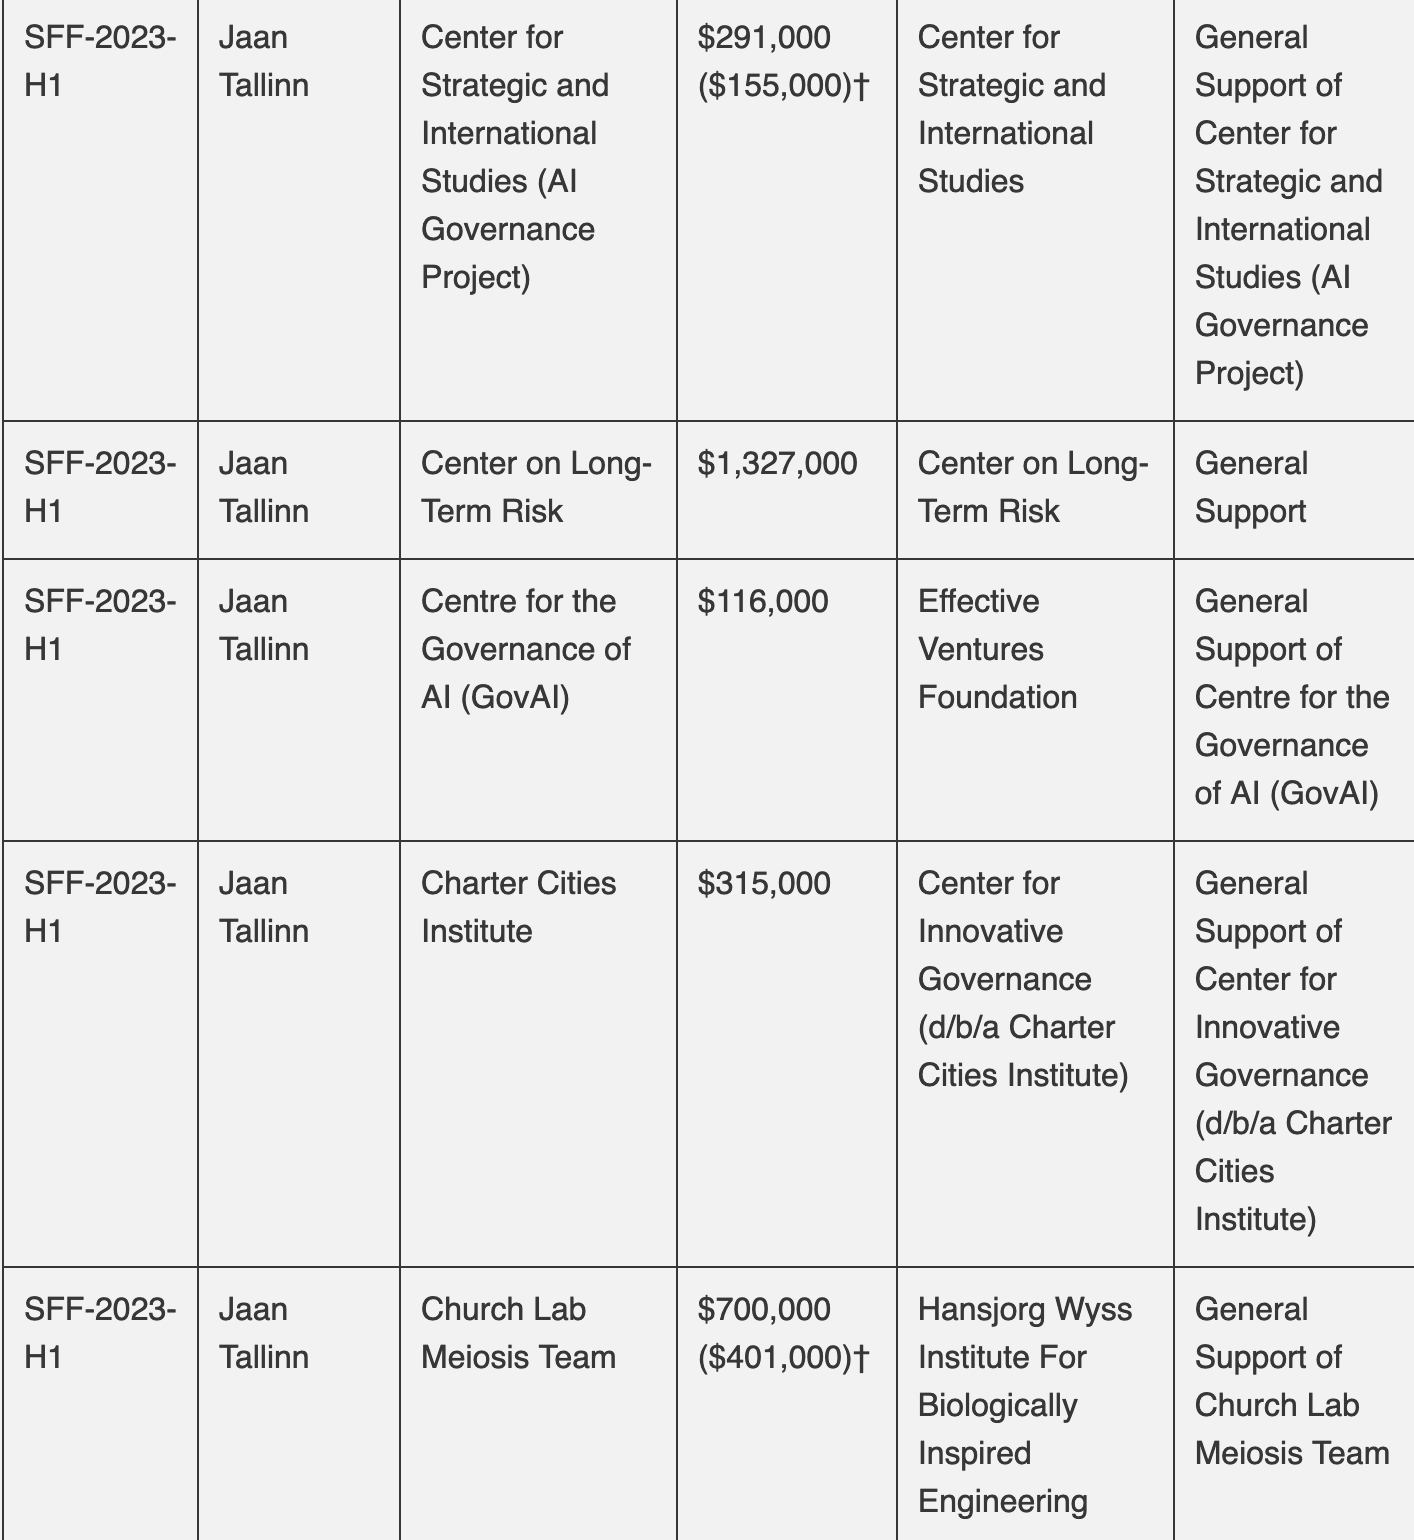 SFF-2023-
H1
Jaan
Tallinn
Center for
Strategic and
International
Studies (AI
Governance
Project)
$291,000
($155,000)†
Center for
Strategic and
International
Studies
General
Support of
Center for
Strategic and
International
Studies (AI
Governance
Project)
SFF-2023-
H1
Jaan
Tallinn
Center on Long-
Term Risk
$1,327,000
Center on Long-
Term Risk
General
Support
SFF-2023-
H1
Jaan
Tallinn
Centre for the
Governance of
AI (GovAI)
$116,000
Effective
Ventures
Foundation
General
Support of
Centre for the
Governance
of AI (GovAI)
SFF-2023-
H1
Jaan
Tallinn
Charter Cities
Institute
$315,000
Center for
Innovative
Governance
(d/b/a Charter
Cities Institute)
General
Support of
Center for
Innovative
Governance
(d/b/a Charter
Cities
Institute)
SFF-2023-
H1
Jaan
Tallinn
Church Lab
Meiosis Team
$700,000
($401,000)†
Hansjorg Wyss
Institute For
Biologically
Inspired
Engineering
General
Support of
Church Lab
Meiosis Team